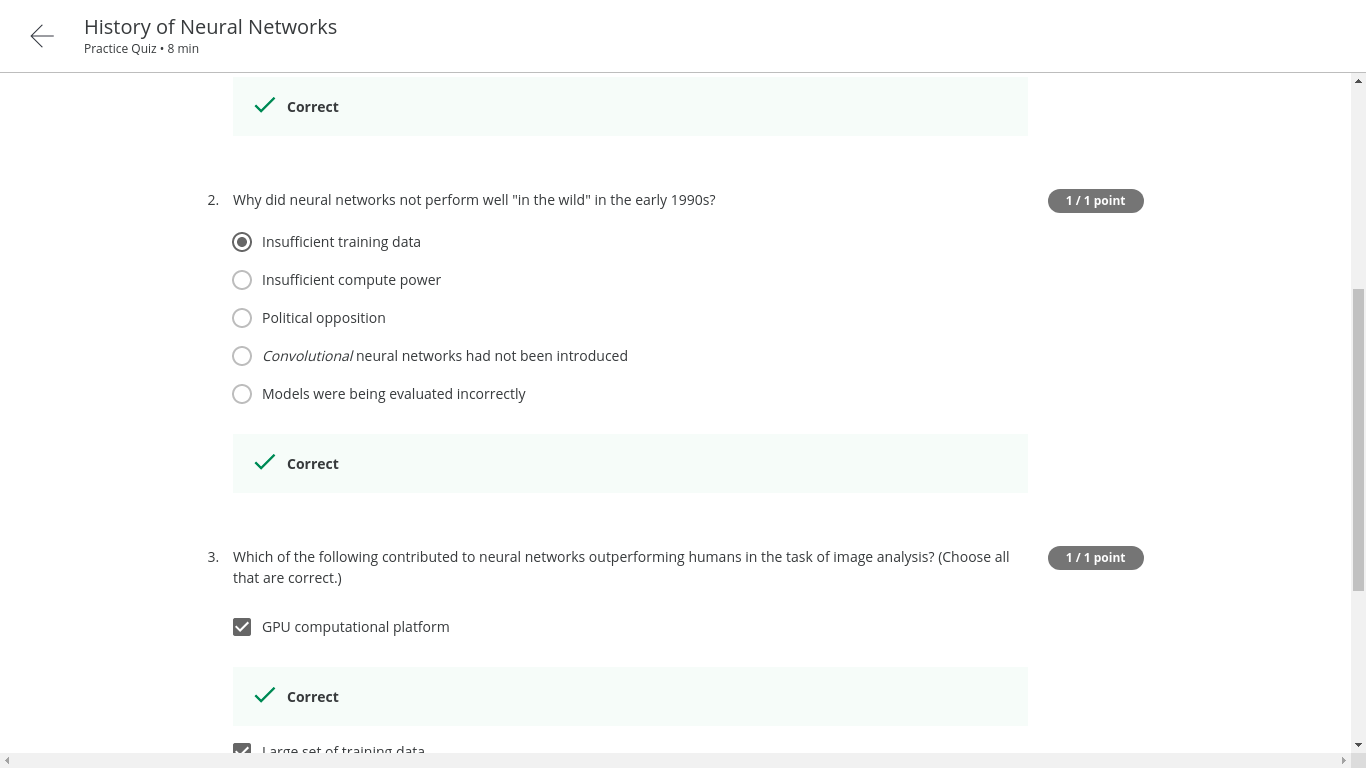 History of Neural Networks
Practice Quiz • 8 min
Correct
2. Why did neural networks not perform well "in the wild" in the early 1990s? 1 / 1 point
Insufficient training data
Insufficient compute power
Political opposition
Convolutional neural networks had not been introduced
Models were being evaluated incorrectly
Correct
3. Which of the following contributed to neural networks outperforming humans in the task of image analysis? (Choose all 1 / 1 point
that are correct.)
GPU computational platform
Correct
Large set of training data